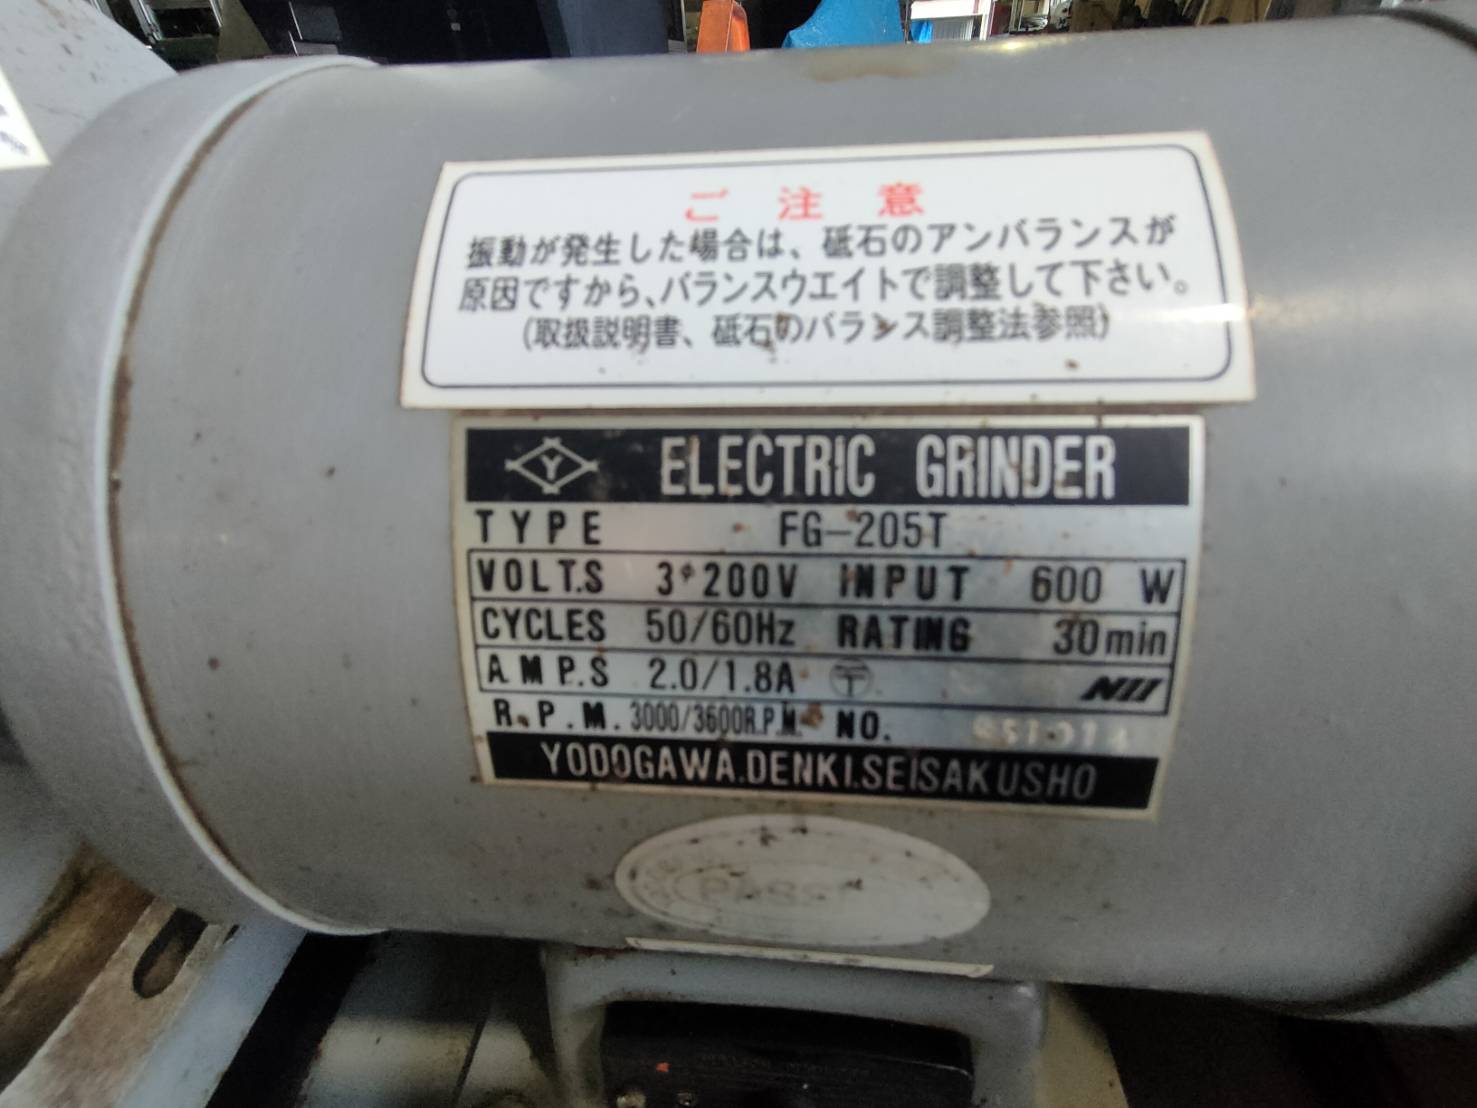 ご注意
振動が発生した場合は、砥石のアンバランスが
原因ですから、バランスウエイトで調整して下さい。
(取扱説明書、砥石のバランス調整法参照)
Y ELECTRIC GRINDER
TYPE FG-205T
VOLT.S 3φ200V INPUT 600 W
CYCLES 50/60Hz RATING 30min
AMP.S 2.0/1.8A 〒
R.P.M. 3000/3600R.P.M. NO.
YODOGAWA.DENKI.SEISAKUSHO
PASS